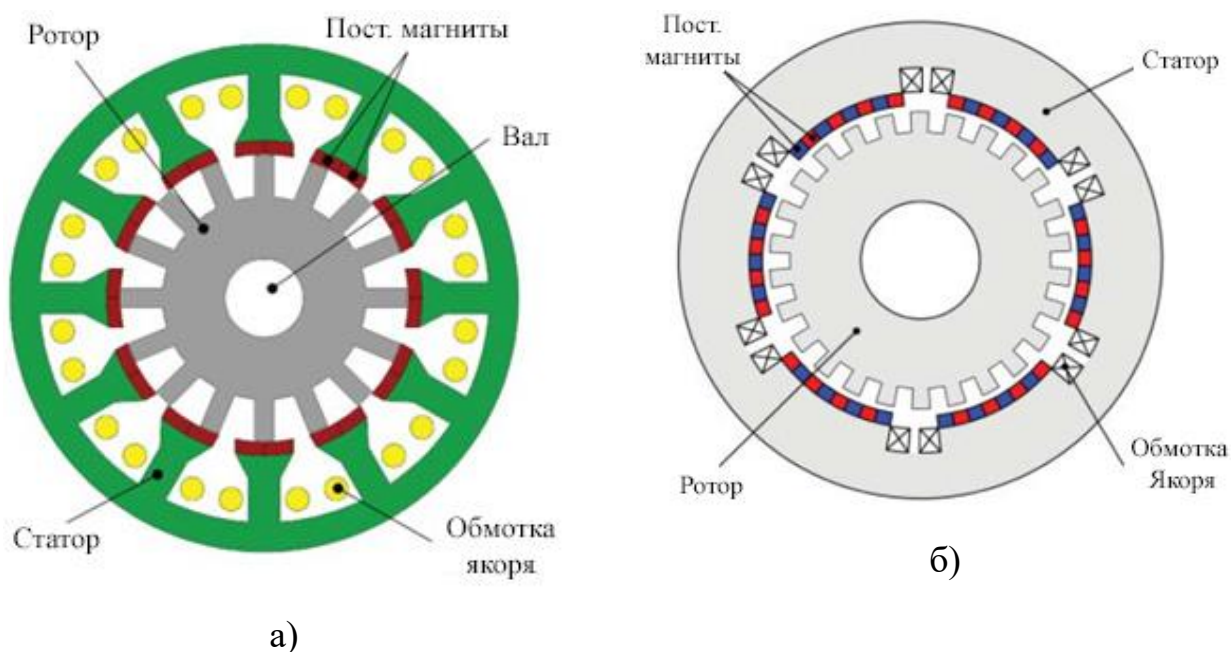 Ротор
Пост. магниты
Вал
Статор
Обмотка
якоря
а)
Пост.
магниты
Статор
Ротор
Обмотка
Якоря
б)